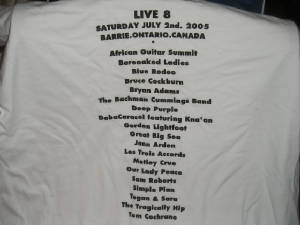 LIVE 8
SATURDAY JULY 2nd. 2005
BARRIE.ONTARIO.CANADA
African Guitar Summit
Barenaked Ladies
Blue Rodeo
Bruce Cockburn
Bryan Adams
The Bachman Cummings Band
Deep Purple
DobaCaracol featuring Kna'an
Gordon Lightfoot
Great Big Sea
Jann Arden
Les Trois Accords
Motley Crue
Our Lady Peace
Sam Roberts
Simple Plan
Tegan & Sara
The Tragically Hip
Tom Cochrane